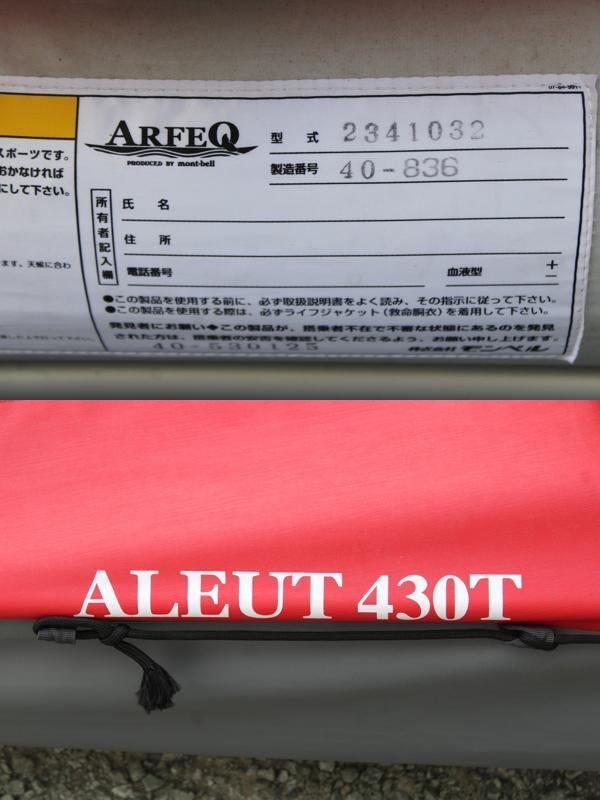 スポーツです。
おかなければ
にして下さい。
ます。天候に合わ
ARFEQ
PRODUCED BY mont-bell
型 式 2341032
製造番号 40-836
所有者記入欄
氏 名
住 所
電話番号 血液型 + −
●この製品を使用する前に、必ず取扱説明書をよく読み、その指示に従って下さい。
●この製品を使用する際は、必ずライフジャケット(救命胴衣)を着用して下さい。
発見者にお願い◆この製品が、搭乗者不在で不審な状態にあるのを発見
された方は、搭乗者の安否を確認してくださるよう、お願い申し上げます。
40-530125 株式会社 モンベル
ALEUT 430T